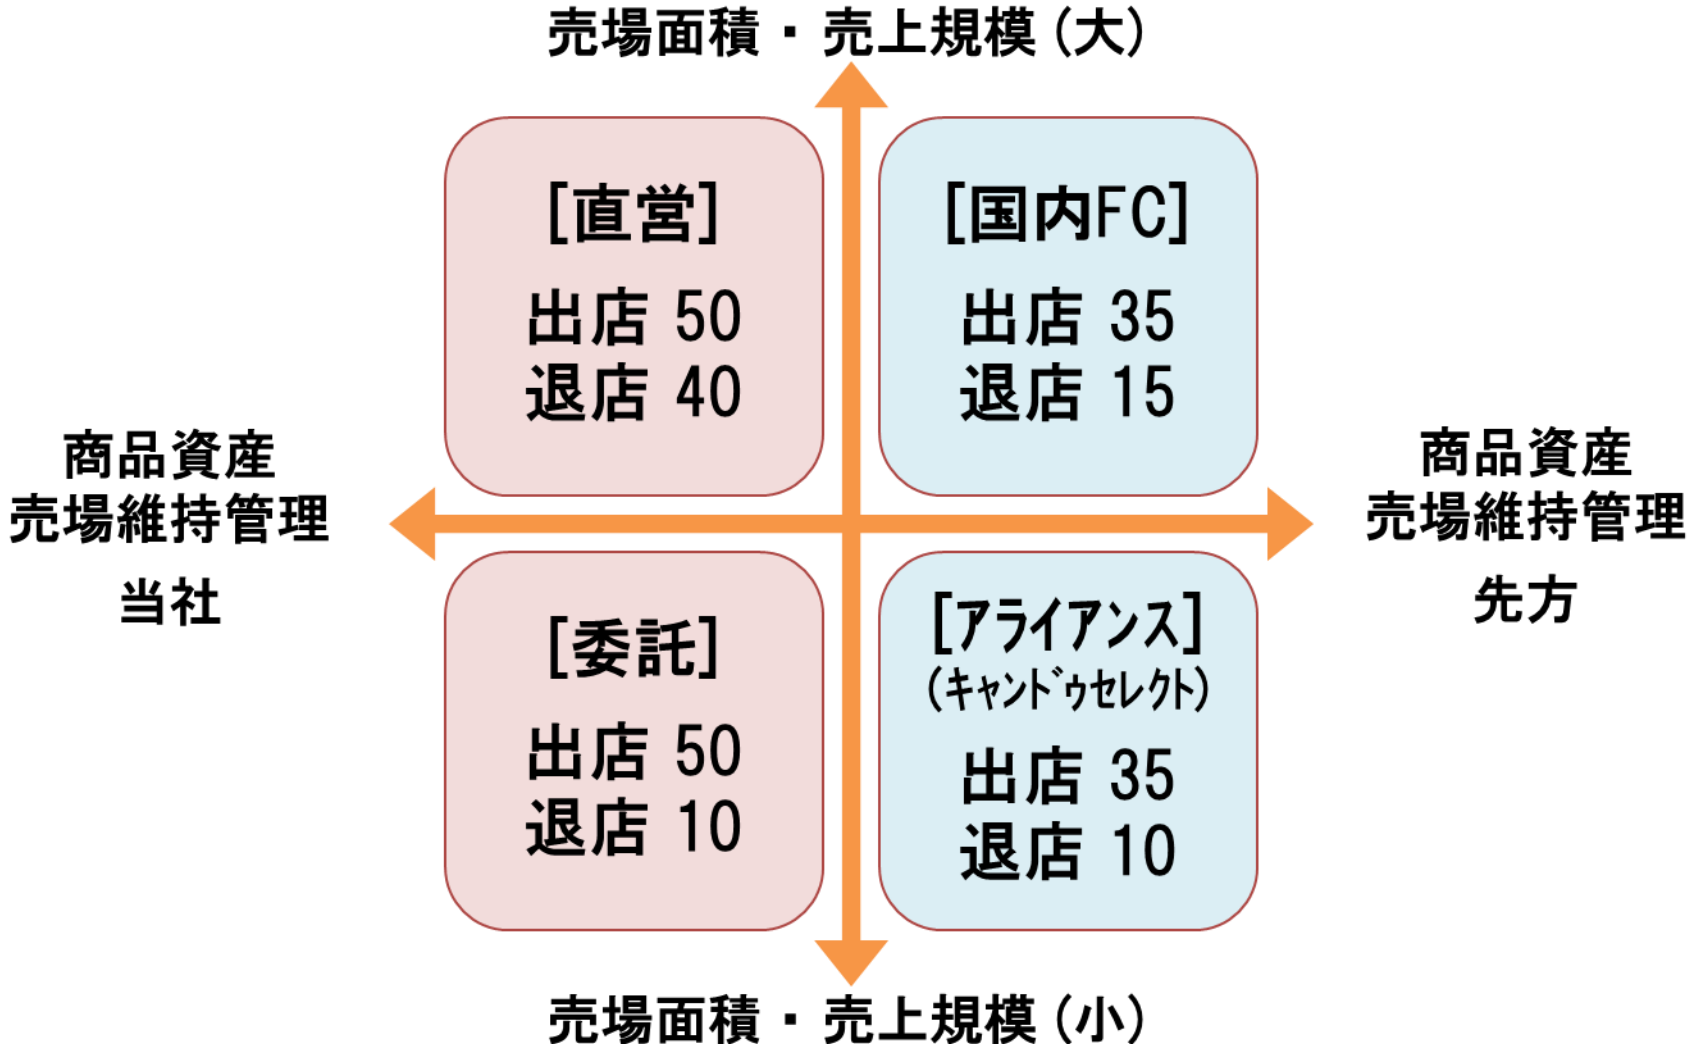 売場面積・売上規模(大)
[直営]
出店 50
退店 40
[国内FC]
出店 35
退店 15
商品資産
売場維持管理
当社
商品資産
売場維持管理
先方
[委託]
出店 50
退店 10
[アライアンス]
(キャンドゥセレクト)
出店 35
退店 10
売場面積・売上規模(小)